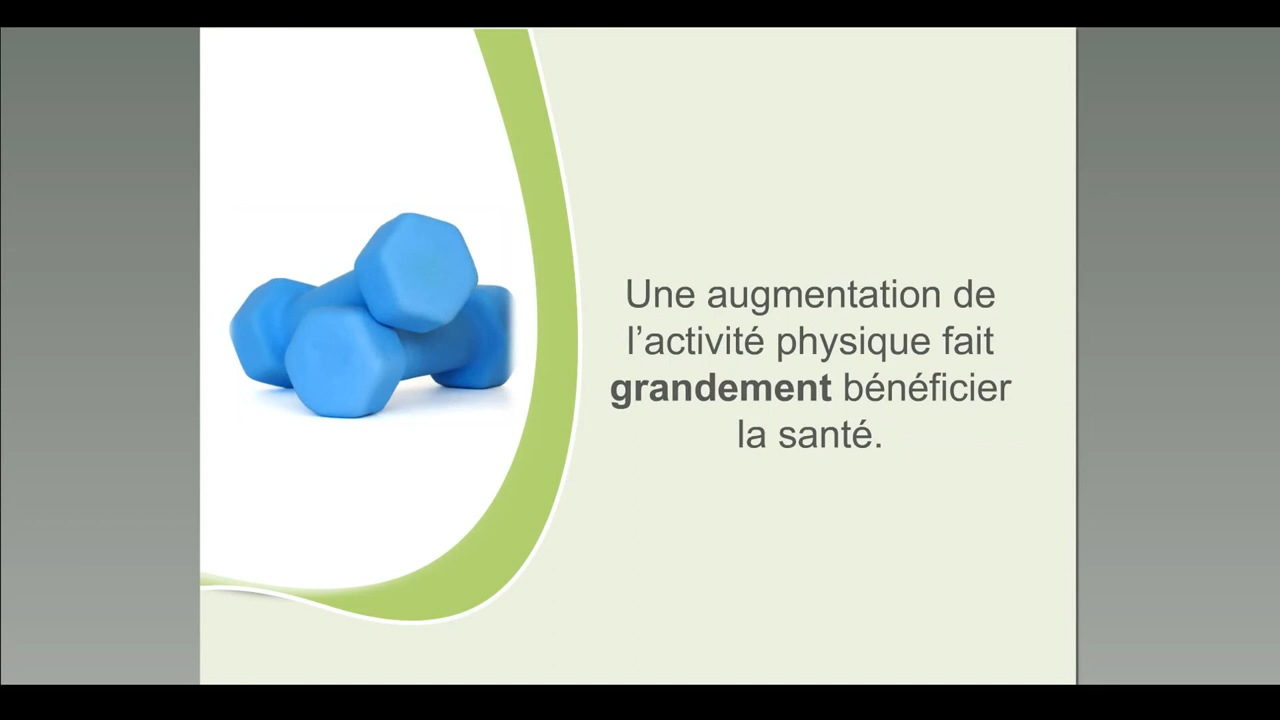 Une augmentation de
l’activité physique fait
grandement bénéficier
la santé.